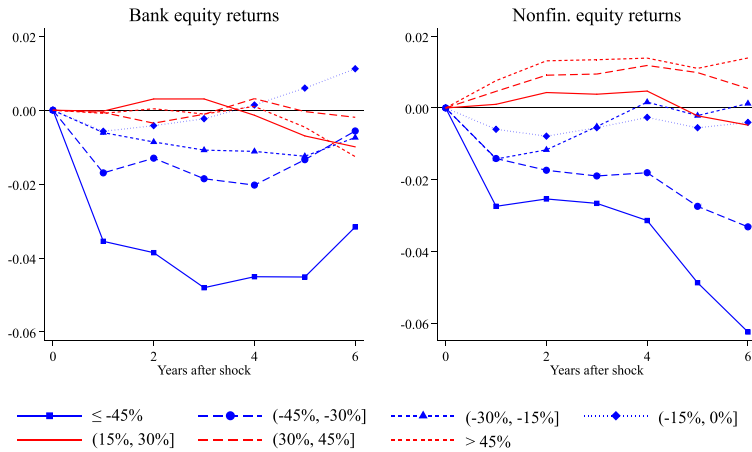 Bank equity returns
Nonfin. equity returns
0.02
0.00
-0.02
-0.04
-0.06
0 2 4 6
Years after shock
0.02
0.00
-0.02
-0.04
-0.06
0 2 4 6
Years after shock
≤ -45% (-45%, -30%] (-30%, -15%] (-15%, 0%]
(15%, 30%] (30%, 45%] > 45%